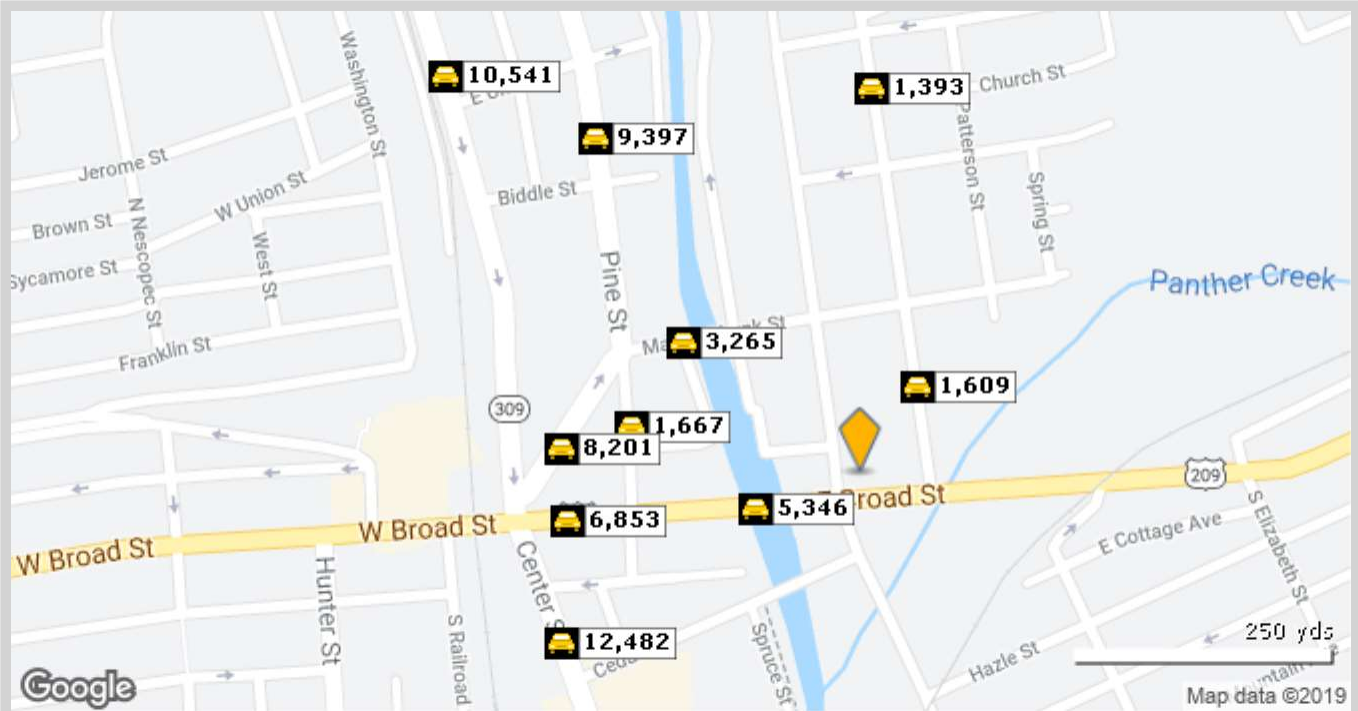 10,541
1,393
Church St
Washington St
9,397
Patterson St
Jerome St
Biddle St
Spring St
W Union St
N Nescopec St
Brown St
West St
Sycamore St
Pine St
Panther Creek
3,265
Franklin St
1,609
309
1,667
8,201
209
W Broad St
W Broad St
6,853
5,346
Broad St
E Cottage Ave
S Elizabeth St
Hunter St
Center
12,482
S Railroad
Spruce St
Hazle St
250 yds
Google
Map data ©2019